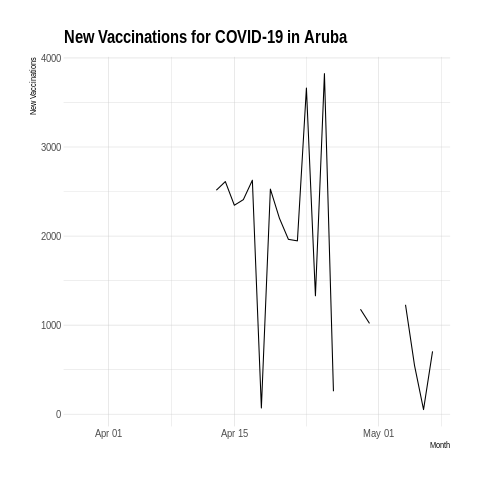 New Vaccinations for COVID-19 in Aruba
New Vaccinations
4000
3000
2000
1000
0
Apr 01
Apr 15
May 01
Month